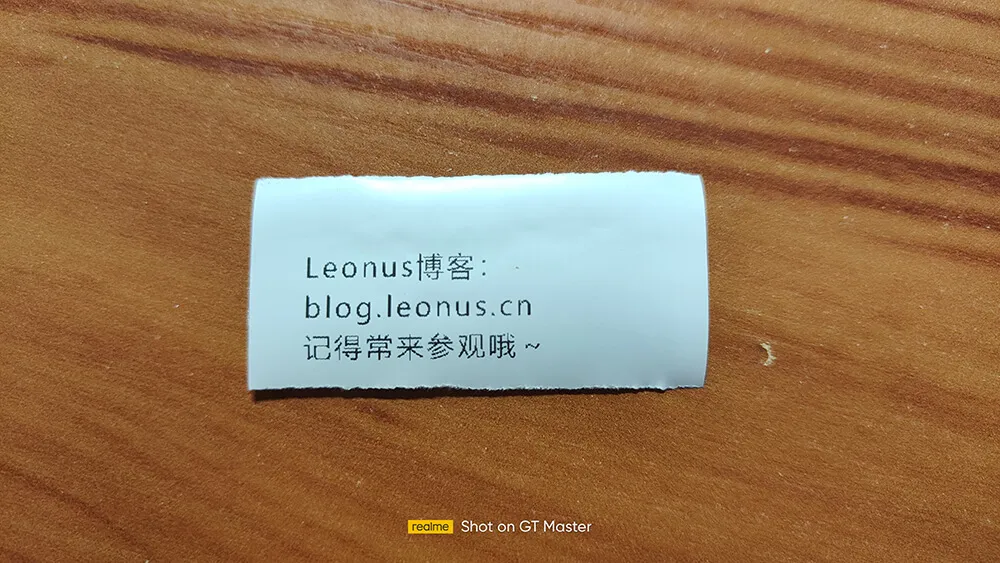 Leonus博客：
blog.leonus.cn
记得常来参观哦～
realme Shot on GT Master